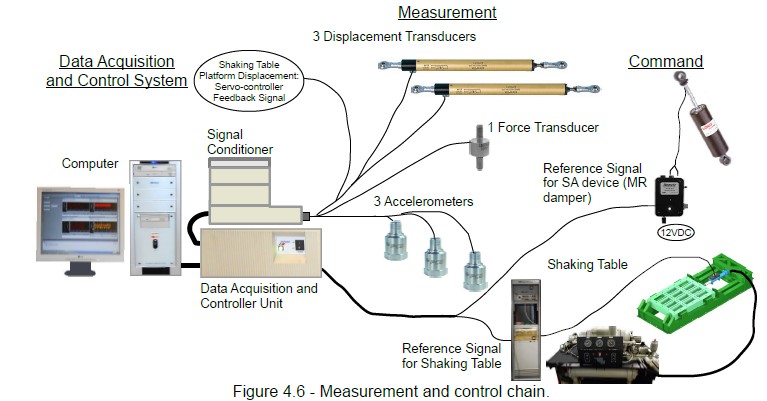 Measurement
3 Displacement Transducers
Data Acquisition
and Control System
Shaking Table
Platform Displacement:
Servo-controller
Feedback Signal
Command
1 Force Transducer
Signal
Conditioner
Computer
Reference Signal
for SA device (MR
damper)
3 Accelerometers
12VDC
Shaking Table
Data Acquisition and
Controller Unit
Reference Signal
for Shaking Table
Figure 4.6 - Measurement and control chain.